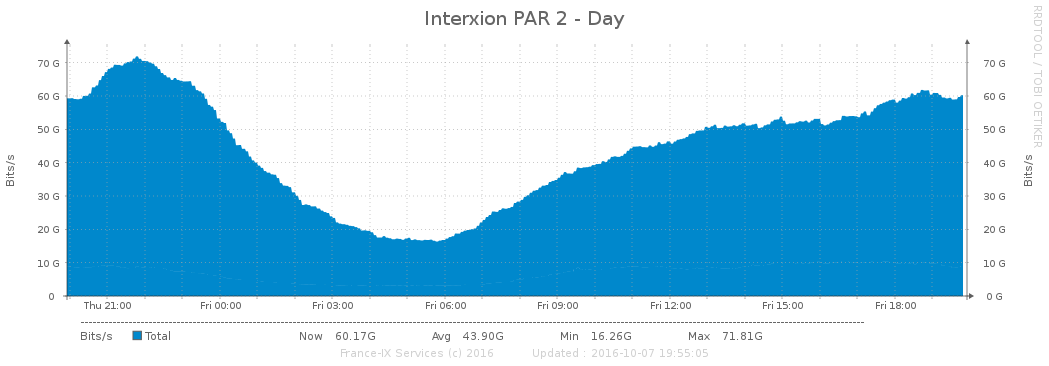 Interxion PAR 2 - Day
RRDTOOL / TOBI OETIKER
Bits/s
Bits/s
70 G 70 G
60 G 60 G
50 G 50 G
40 G 40 G
30 G 30 G
20 G 20 G
10 G 10 G
0 0 G
Thu 21:00 Fri 00:00 Fri 03:00 Fri 06:00 Fri 09:00 Fri 12:00 Fri 15:00 Fri 18:00
Bits/s Total Now 60.17G Avg 43.90G Min 16.26G Max 71.81G
France-IX Services (c) 2016 Updated : 2016-10-07 19:55:05